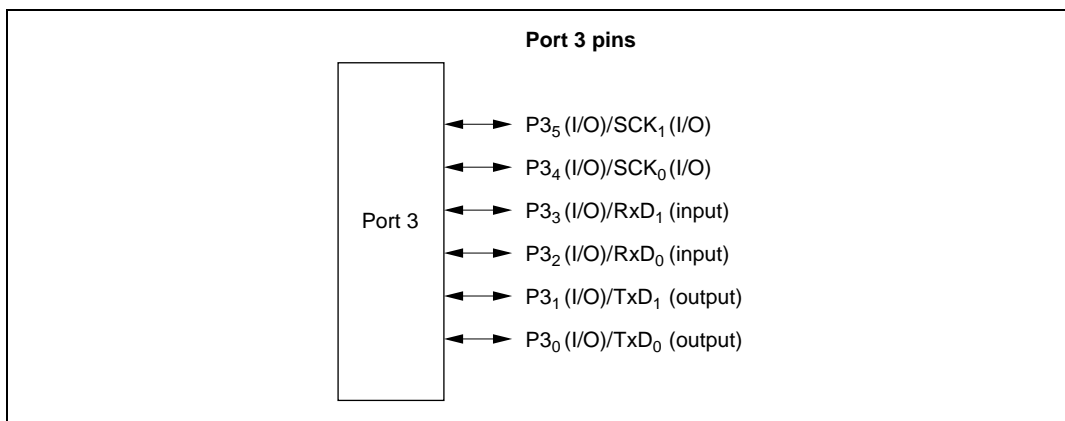 Port 3 pins
P3₅ (I/O)/SCK₁ (I/O)
P3₄ (I/O)/SCK₀ (I/O)
Port 3
P3₃ (I/O)/RxD₁ (input)
P3₂ (I/O)/RxD₀ (input)
P3₁ (I/O)/TxD₁ (output)
P3₀ (I/O)/TxD₀ (output)